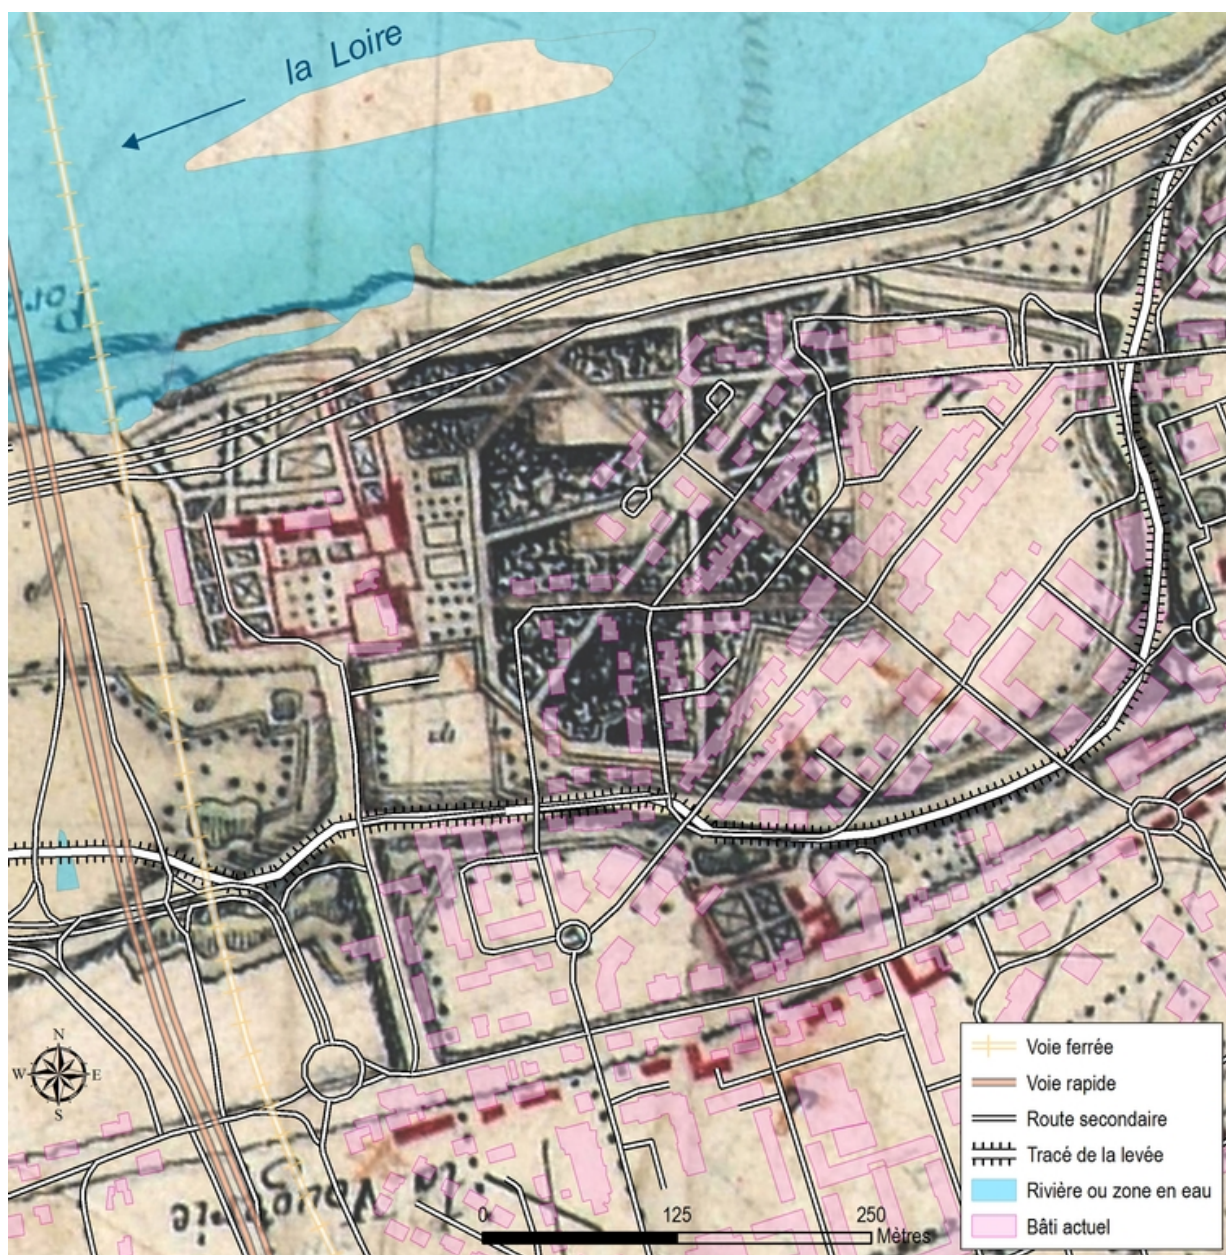 la Loire
N
W E
S
Voie ferrée
Voie rapide
Route secondaire
Tracé de la levée
Rivière ou zone en eau
Bâti actuel
0 125 250
Mètres
la